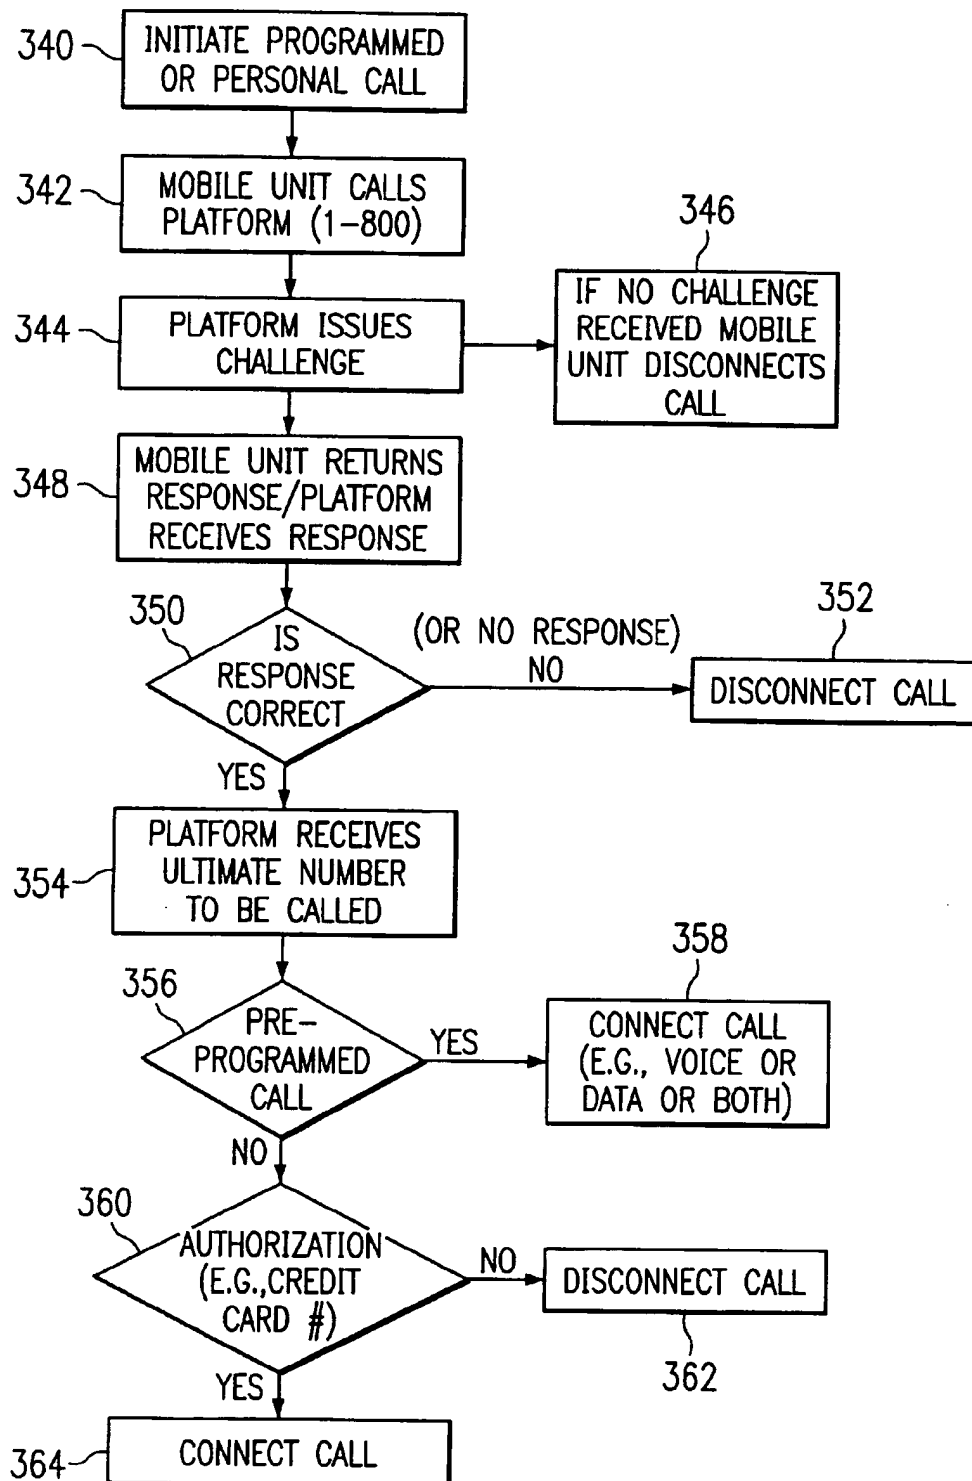 340
INITIATE PROGRAMMED
OR PERSONAL CALL
342
MOBILE UNIT CALLS
PLATFORM (1-800)
344
PLATFORM ISSUES
CHALLENGE
346
IF NO CHALLENGE
RECEIVED MOBILE
UNIT DISCONNECTS
CALL
348
MOBILE UNIT RETURNS
RESPONSE/PLATFORM
RECEIVES RESPONSE
350
IS
RESPONSE
CORRECT
(OR NO RESPONSE)
NO
352
DISCONNECT CALL
YES
354
PLATFORM RECEIVES
ULTIMATE NUMBER
TO BE CALLED
356
PRE-
PROGRAMMED
CALL
YES
358
CONNECT CALL
(E.G., VOICE OR
DATA OR BOTH)
NO
360
AUTHORIZATION
(E.G.,CREDIT
CARD #)
NO
DISCONNECT CALL
362
YES
364
CONNECT CALL